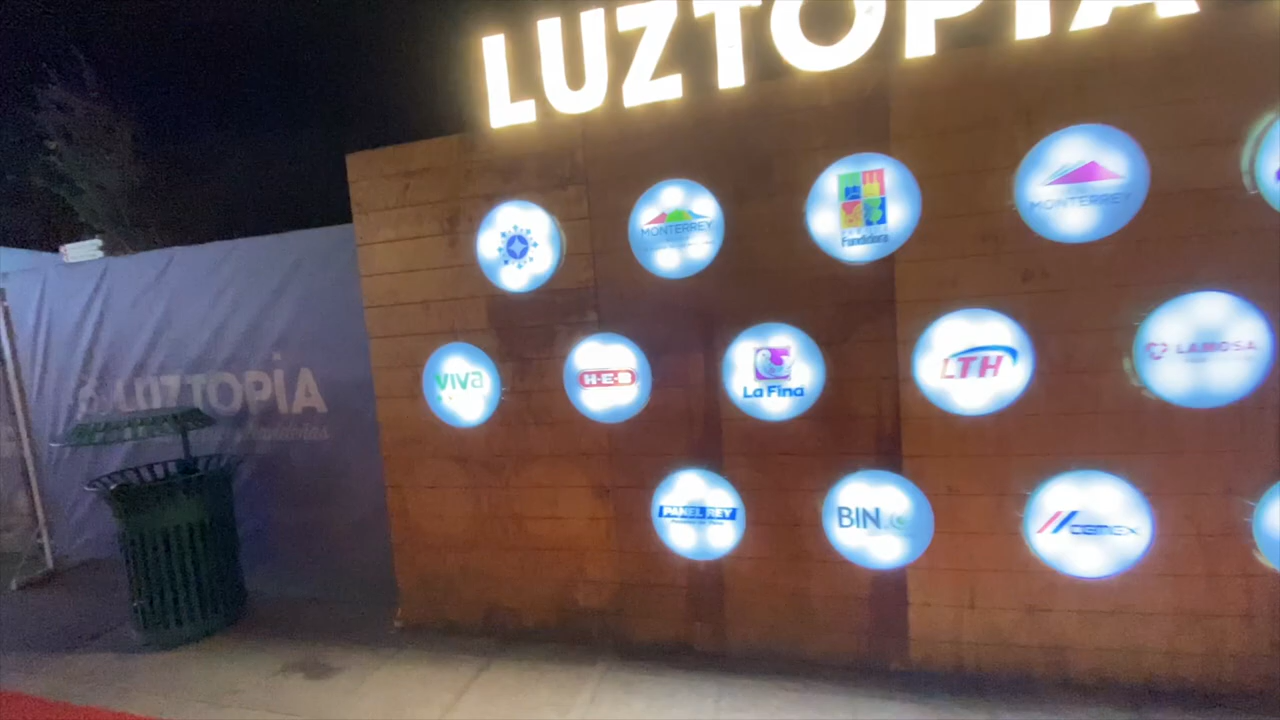 LUZTOPIA
MONTERREY
Fundidora
MONTERREY
viva
H-E-B
La Fina
LTH
LAMOSA
PANEL REY
BIN
CEMEX
LUZTOPIA